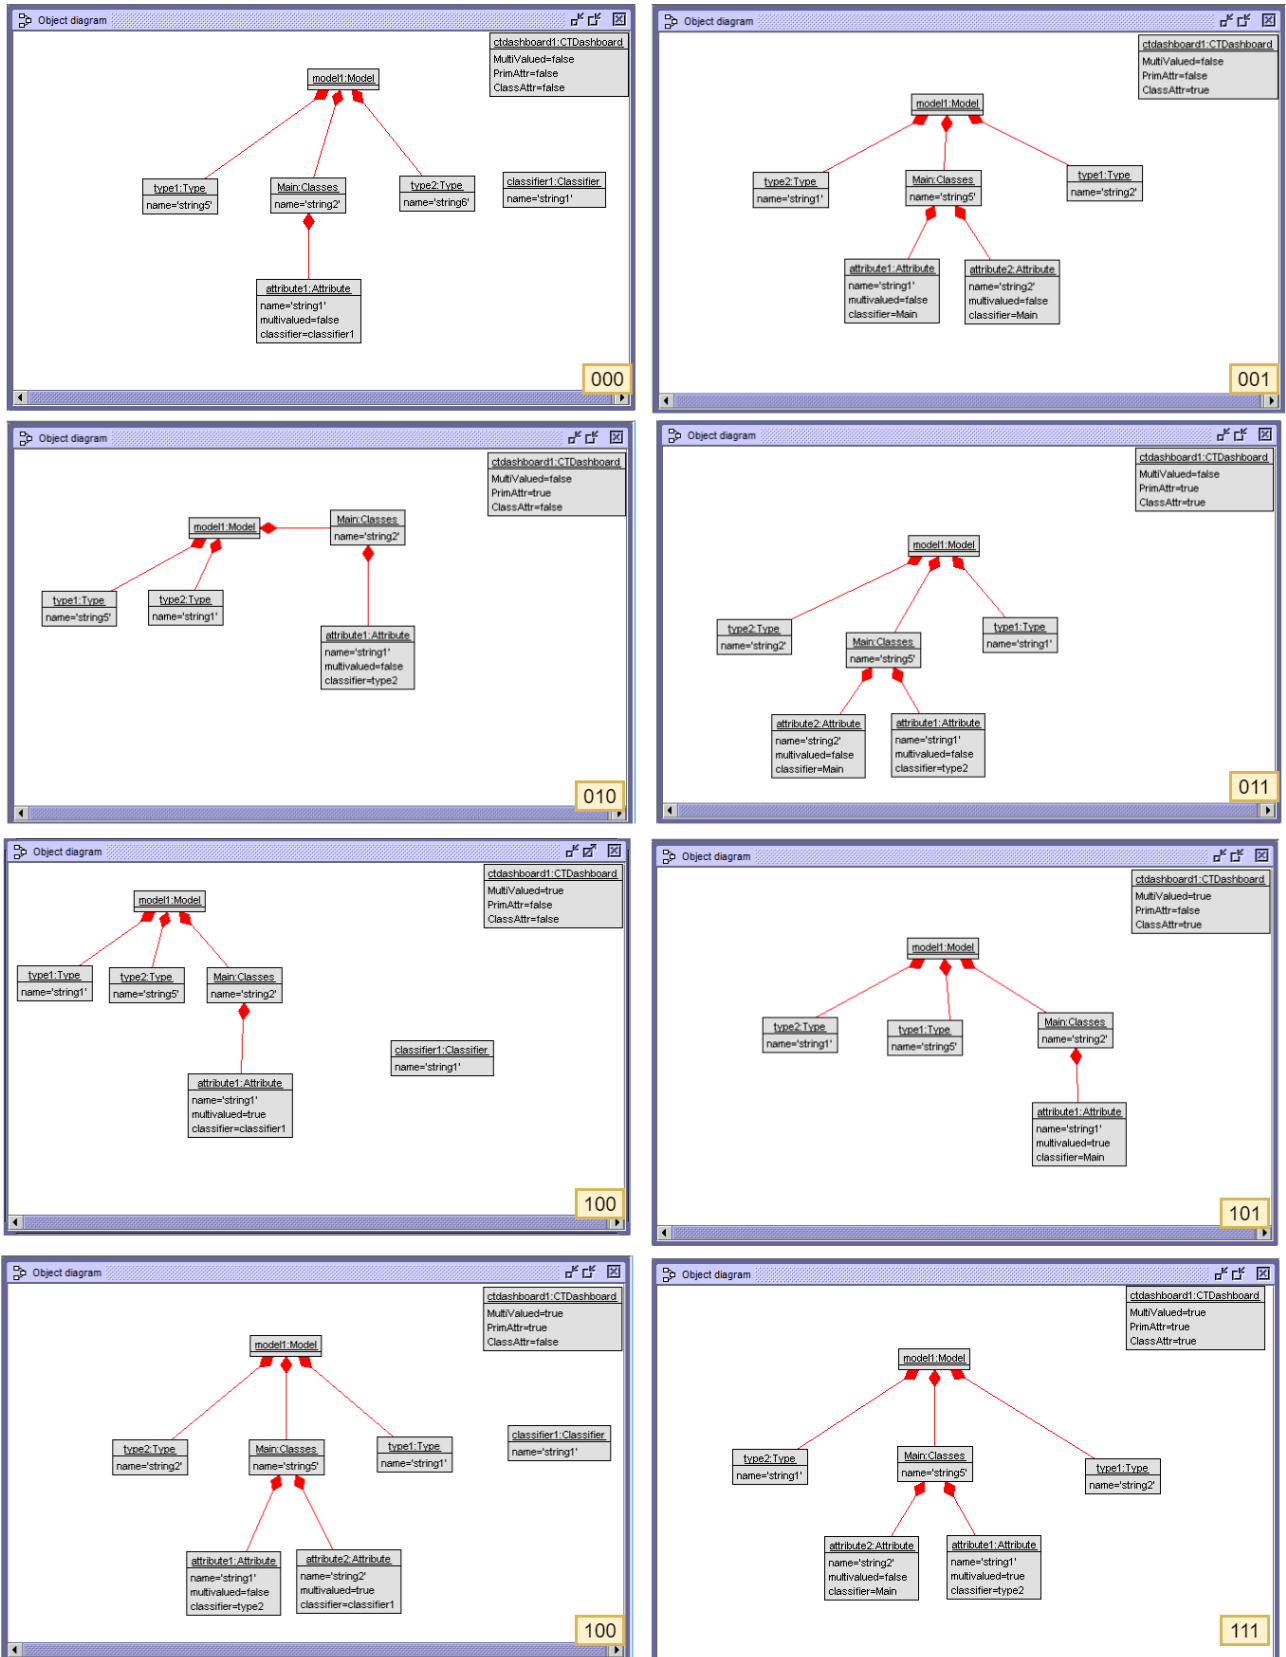 Object diagram
ctdashboard1:CTDashboard
MultiValued=false
PrimAttr=false
ClassAttr=false
model1:Model
type1:Type
name='string5'
Main:Classes
name='string2'
type2:Type
name='string6'
classifier1:Classifier
name='string1'
attribute1:Attribute
name='string1'
multivalued=false
classifier=classifier1
000
Object diagram
ctdashboard1:CTDashboard
MultiValued=false
PrimAttr=false
ClassAttr=true
model1:Model
type2:Type
name='string1'
Main:Classes
name='string5'
type1:Type
name='string2'
attribute1:Attribute
name='string1'
multivalued=false
classifier=Main
attribute2:Attribute
name='string2'
multivalued=false
classifier=Main
001
Object diagram
ctdashboard1:CTDashboard
MultiValued=false
PrimAttr=true
ClassAttr=false
model1:Model
Main:Classes
name='string2'
type1:Type
name='string5'
type2:Type
name='string1'
attribute1:Attribute
name='string1'
multivalued=false
classifier=type2
010
Object diagram
ctdashboard1:CTDashboard
MultiValued=false
PrimAttr=true
ClassAttr=true
model1:Model
type2:Type
name='string2'
Main:Classes
name='string5'
type1:Type
name='string1'
attribute2:Attribute
name='string2'
multivalued=false
classifier=Main
attribute1:Attribute
name='string1'
multivalued=false
classifier=type2
011
Object diagram
ctdashboard1:CTDashboard
MultiValued=true
PrimAttr=false
ClassAttr=false
model1:Model
type1:Type
name='string1'
type2:Type
name='string5'
Main:Classes
name='string2'
classifier1:Classifier
name='string1'
attribute1:Attribute
name='string1'
multivalued=true
classifier=classifier1
100
Object diagram
ctdashboard1:CTDashboard
MultiValued=true
PrimAttr=false
ClassAttr=true
model1:Model
type2:Type
name='string1'
type1:Type
name='string5'
Main:Classes
name='string2'
attribute1:Attribute
name='string1'
multivalued=true
classifier=Main
101
Object diagram
ctdashboard1:CTDashboard
MultiValued=true
PrimAttr=true
ClassAttr=false
model1:Model
type2:Type
name='string2'
Main:Classes
name='string5'
type1:Type
name='string1'
classifier1:Classifier
name='string1'
attribute1:Attribute
name='string1'
multivalued=false
classifier=type2
attribute2:Attribute
name='string2'
multivalued=true
classifier=classifier1
100
Object diagram
ctdashboard1:CTDashboard
MultiValued=true
PrimAttr=true
ClassAttr=true
model1:Model
type2:Type
name='string1'
Main:Classes
name='string5'
type1:Type
name='string2'
attribute2:Attribute
name='string2'
multivalued=false
classifier=Main
attribute1:Attribute
name='string1'
multivalued=true
classifier=type2
111